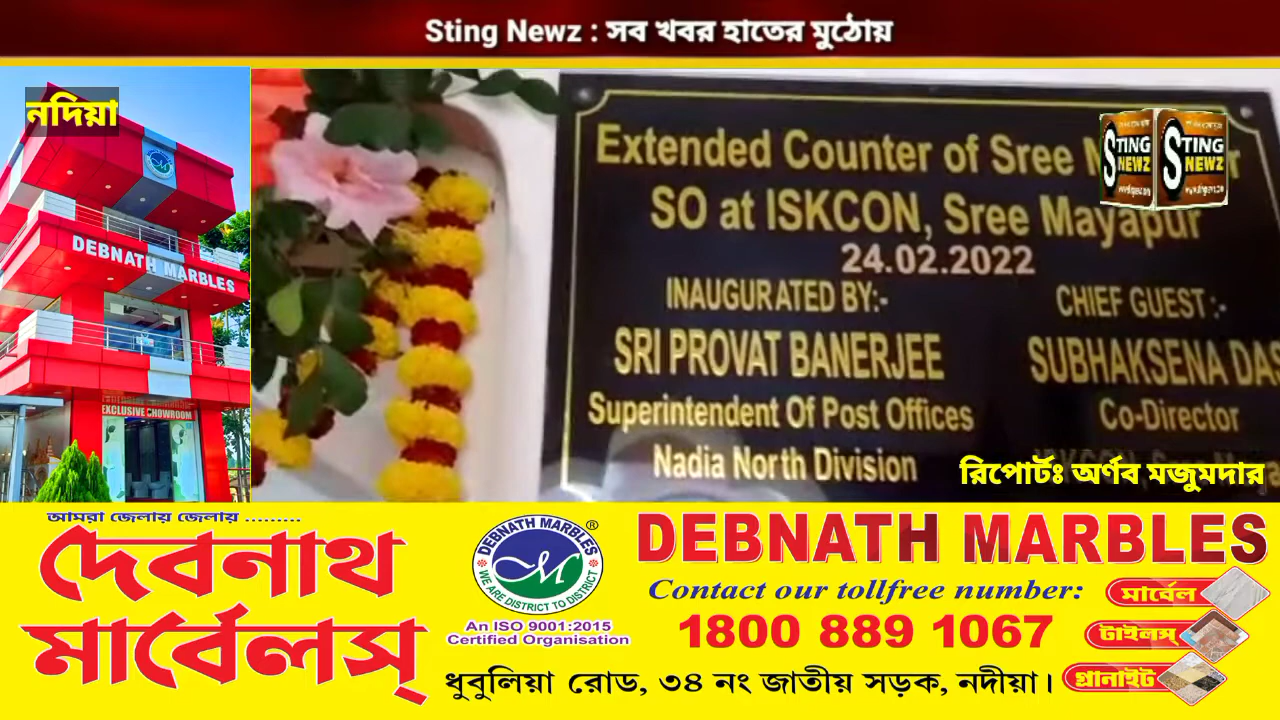 Sting Newz : সব খবর হাতের মুঠোয়
নদিয়া
DEBNATH MARBLES
EXCLUSIVE SHOWROOM
Extended Counter of Sree
SO at ISKCON, Sree Mayapur
24.02.2022
INAUGURATED BY:-
SRI PROVAT BANERJEE
Superintendent Of Post Offices
Nadia North Division
CHIEF GUEST :-
SUBHAKSENA DAS
Co-Director
STING
NEWZ
STING
NEWZ
রিপোর্টঃ অর্ণব মজুমদার
আমরা জেলায় জেলায় .........
দেবনাথ
মার্বেলস্
DEBNATH MARBLES
WE ARE DISTRICT TO DISTRICT
An ISO 9001:2015
Certified Organisation
DEBNATH MARBLES
Contact our tollfree number:
1800 889 1067
ধুবুলিয়া রোড, ৩৪ নং জাতীয় সড়ক, নদীয়া।
মার্বেল
টাইলস্
গ্রানাইট